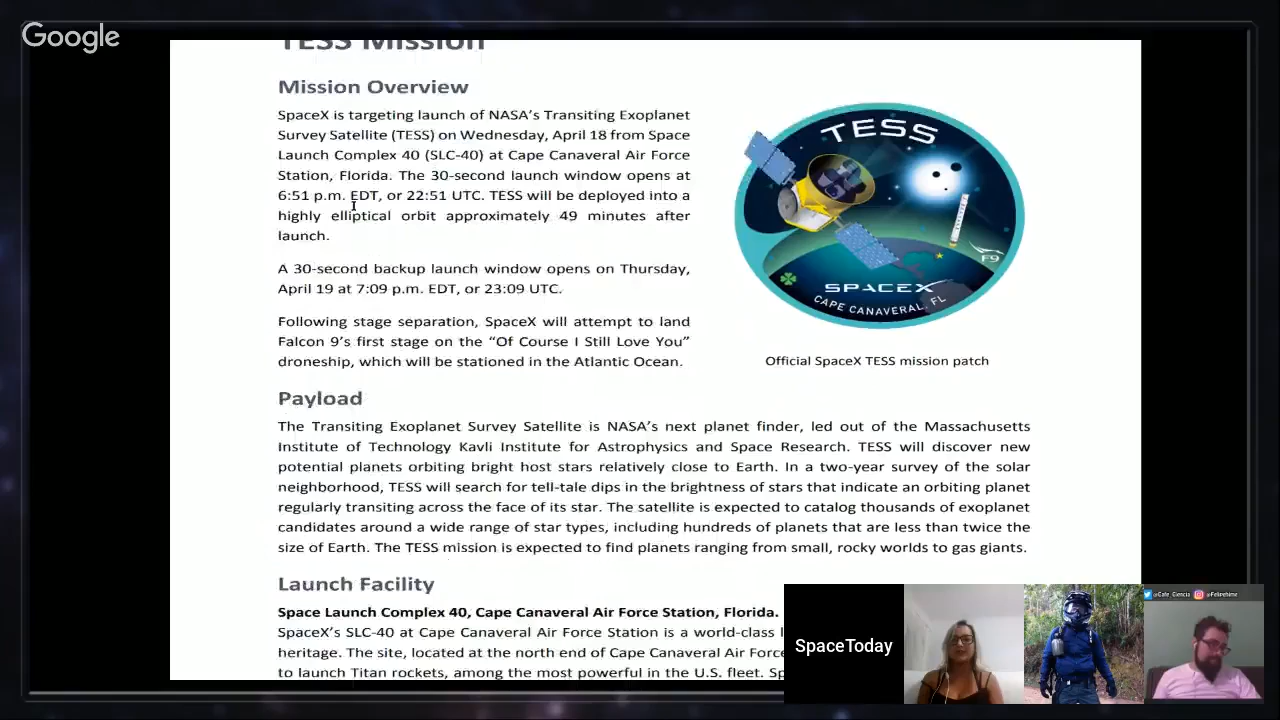 Google
TESS Mission
Mission Overview
SpaceX is targeting launch of NASA’s Transiting Exoplanet
Survey Satellite (TESS) on Wednesday, April 18 from Space
Launch Complex 40 (SLC-40) at Cape Canaveral Air Force
Station, Florida. The 30-second launch window opens at
6:51 p.m. EDT, or 22:51 UTC. TESS will be deployed into a
highly elliptical orbit approximately 49 minutes after
launch.
A 30-second backup launch window opens on Thursday,
April 19 at 7:09 p.m. EDT, or 23:09 UTC.
Following stage separation, SpaceX will attempt to land
Falcon 9’s first stage on the “Of Course I Still Love You”
droneship, which will be stationed in the Atlantic Ocean.
TESS
F9
SPACEX
CAPE CANAVERAL, FL
Official SpaceX TESS mission patch
Payload
The Transiting Exoplanet Survey Satellite is NASA’s next planet finder, led out of the Massachusetts
Institute of Technology Kavli Institute for Astrophysics and Space Research. TESS will discover new
potential planets orbiting bright host stars relatively close to Earth. In a two-year survey of the solar
neighborhood, TESS will search for tell-tale dips in the brightness of stars that indicate an orbiting planet
regularly transiting across the face of its star. The satellite is expected to catalog thousands of exoplanet
candidates around a wide range of star types, including hundreds of planets that are less than twice the
size of Earth. The TESS mission is expected to find planets ranging from small, rocky worlds to gas giants.
Launch Facility
Space Launch Complex 40, Cape Canaveral Air Force Station, Florida.
SpaceX’s SLC-40 at Cape Canaveral Air Force Station is a world-class l
heritage. The site, located at the north end of Cape Canaveral Air Force
to launch Titan rockets, among the most powerful in the U.S. fleet. Sp
SpaceToday
@Cafe_Ciencia @Felipehime